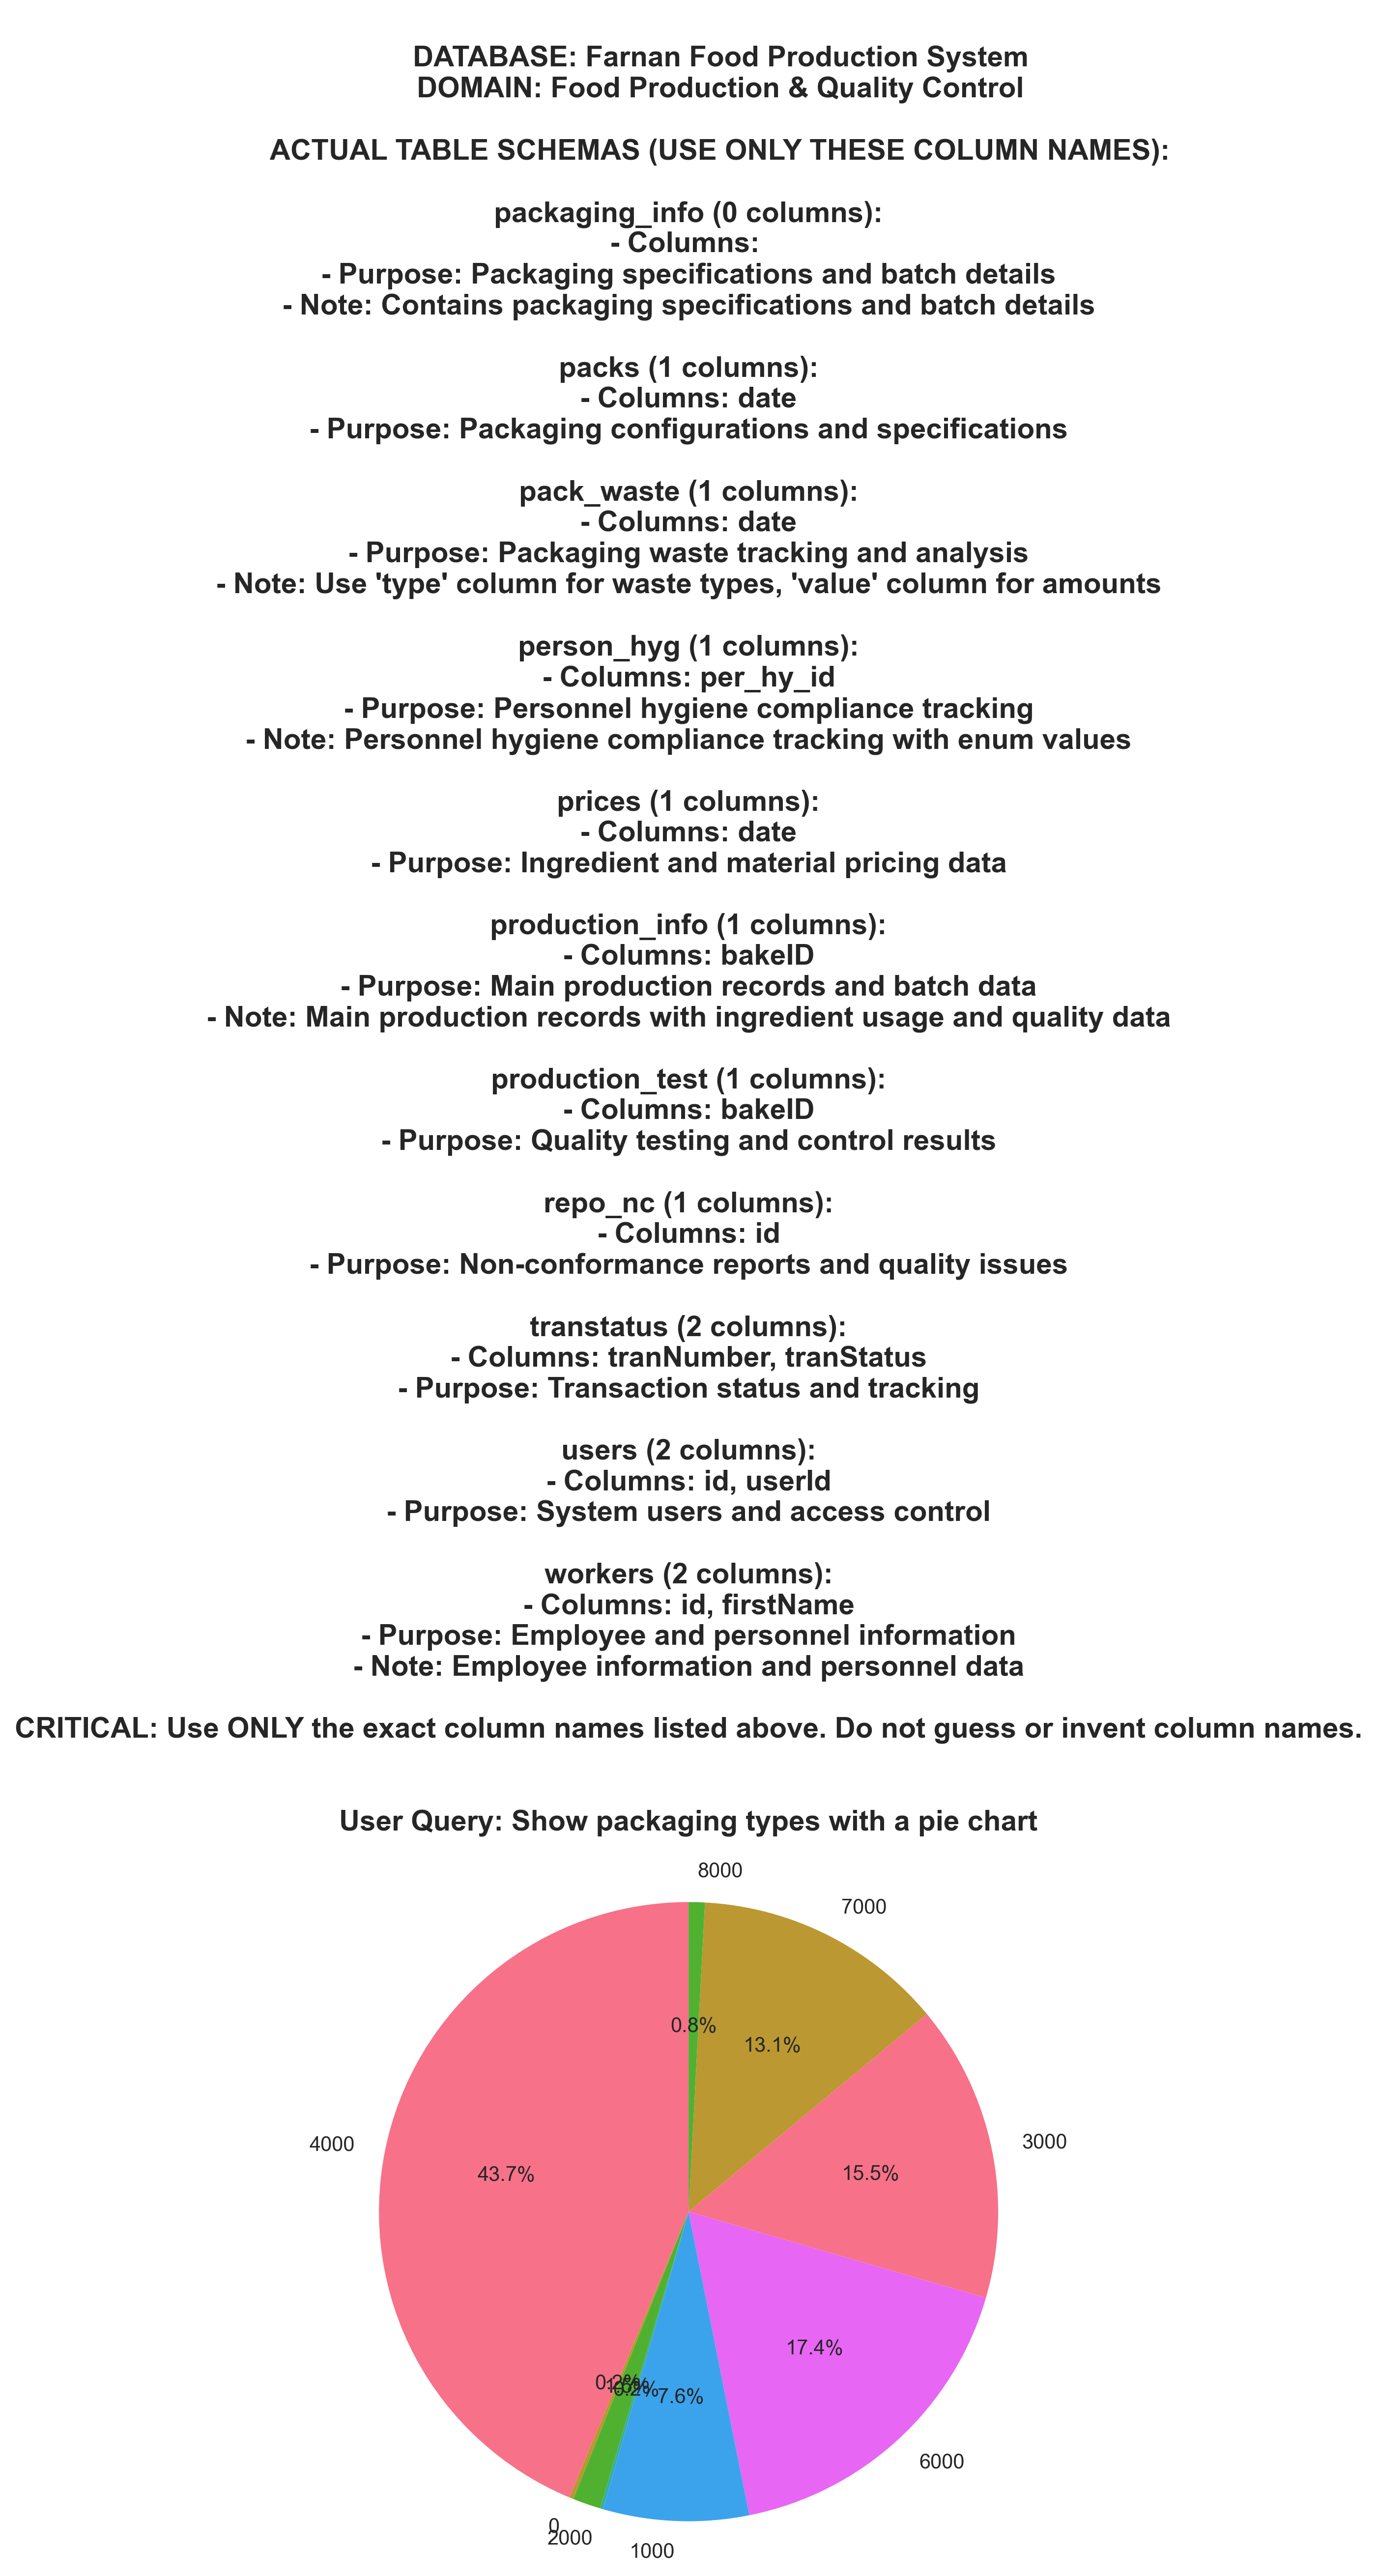 DATABASE: Farnan Food Production System
DOMAIN: Food Production & Quality Control
ACTUAL TABLE SCHEMAS (USE ONLY THESE COLUMN NAMES):
packaging_info (0 columns):
- Columns:
- Purpose: Packaging specifications and batch details
- Note: Contains packaging specifications and batch details
packs (1 columns):
- Columns: date
- Purpose: Packaging configurations and specifications
pack_waste (1 columns):
- Columns: date
- Purpose: Packaging waste tracking and analysis
- Note: Use 'type' column for waste types, 'value' column for amounts
person_hyg (1 columns):
- Columns: per_hy_id
- Purpose: Personnel hygiene compliance tracking
- Note: Personnel hygiene compliance tracking with enum values
prices (1 columns):
- Columns: date
- Purpose: Ingredient and material pricing data
production_info (1 columns):
- Columns: bakeID
- Purpose: Main production records and batch data
- Note: Main production records with ingredient usage and quality data
production_test (1 columns):
- Columns: bakeID
- Purpose: Quality testing and control results
repo_nc (1 columns):
- Columns: id
- Purpose: Non-conformance reports and quality issues
transtatus (2 columns):
- Columns: tranNumber, tranStatus
- Purpose: Transaction status and tracking
users (2 columns):
- Columns: id, userId
- Purpose: System users and access control
workers (2 columns):
- Columns: id, firstName
- Purpose: Employee and personnel information
- Note: Employee information and personnel data
CRITICAL: Use ONLY the exact column names listed above. Do not guess or invent column names.
User Query: Show packaging types with a pie chart
8000
7000
0.8%
13.1%
4000
3000
43.7%
15.5%
17.4%
7.6%
6000
0
2000
1000